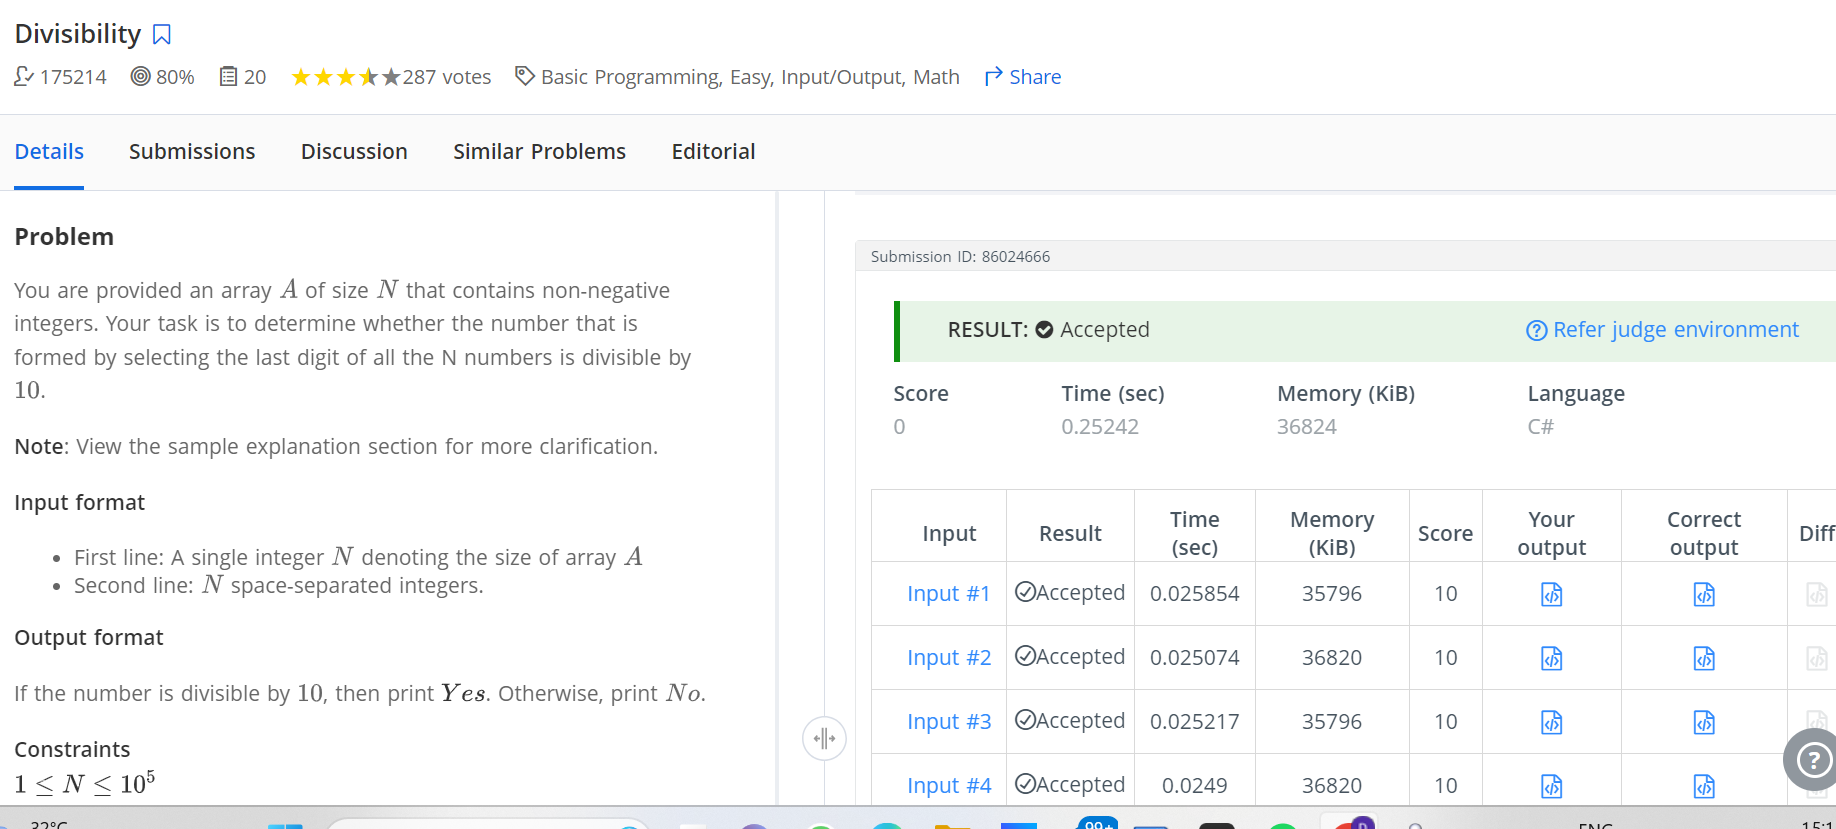 Divisibility
175214 80% 20 287 votes Basic Programming, Easy, Input/Output, Math Share
Details Submissions Discussion Similar Problems Editorial
Problem
You are provided an array A of size N that contains non-negative
integers. Your task is to determine whether the number that is
formed by selecting the last digit of all the N numbers is divisible by
10.
Note: View the sample explanation section for more clarification.
Input format
• First line: A single integer N denoting the size of array A
• Second line: N space-separated integers.
Output format
If the number is divisible by 10, then print Yes. Otherwise, print No.
Constraints
1 ≤ N ≤ 10⁵
Submission ID: 86024666
RESULT: Accepted Refer judge environment
Score Time (sec) Memory (KiB) Language
0 0.25242 36824 C#
Input Result Time (sec) Memory (KiB) Score Your output Correct output Diff
Input #1 Accepted 0.025854 35796 10
Input #2 Accepted 0.025074 36820 10
Input #3 Accepted 0.025217 35796 10
Input #4 Accepted 0.0249 36820 10
?
32°C 99+ ENG